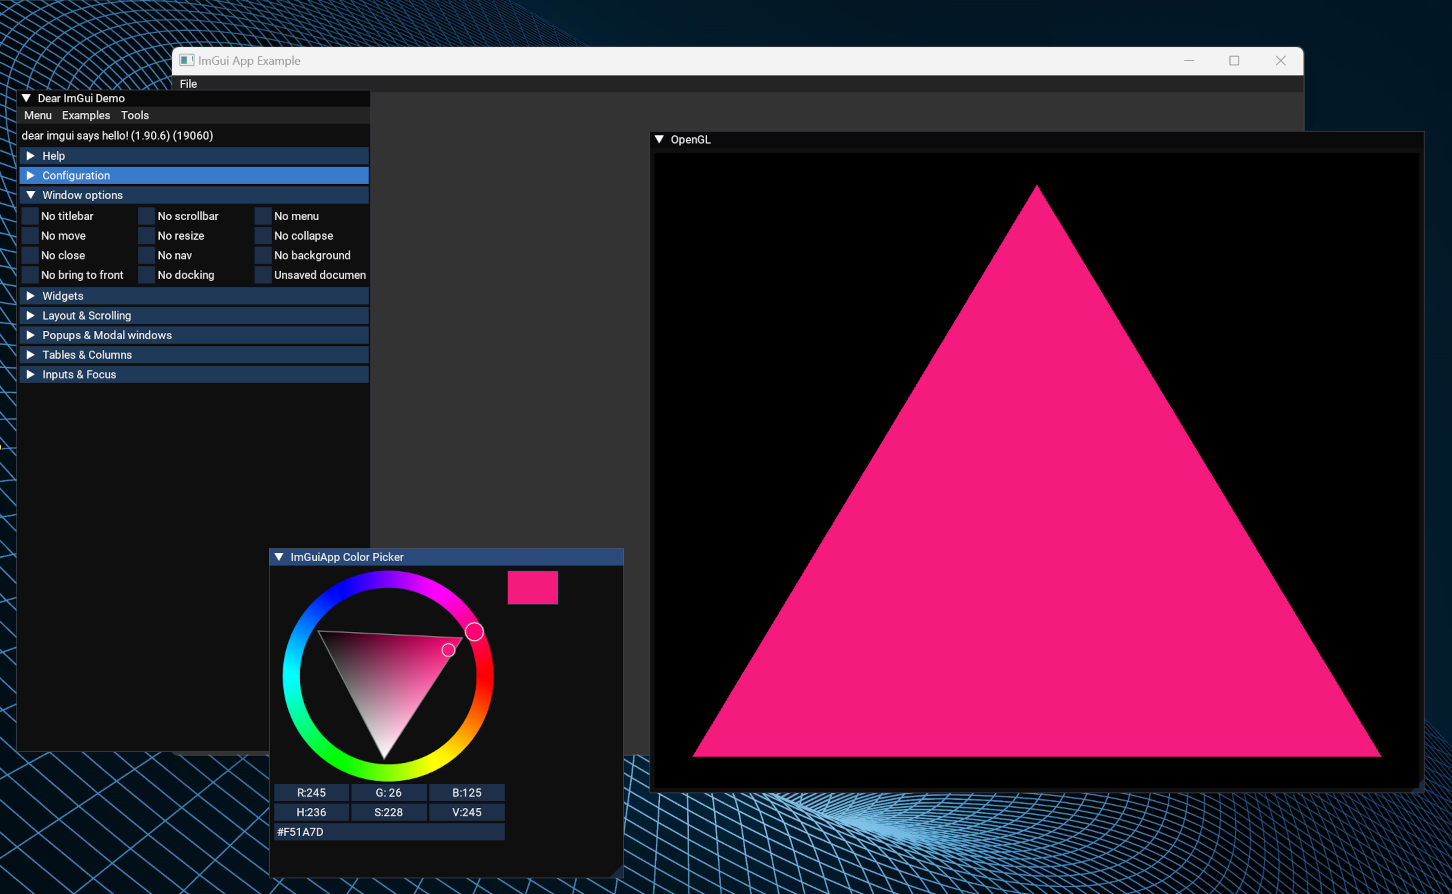 ImGui App Example
File
Dear ImGui Demo
Menu Examples Tools
dear imgui says hello! (1.90.6) (19060)
Help
Configuration
Window options
No titlebar No scrollbar No menu
No move No resize No collapse
No close No nav No background
No bring to front No docking Unsaved documen
Widgets
Layout & Scrolling
Popups & Modal windows
Tables & Columns
Inputs & Focus
OpenGL
ImGuiApp Color Picker
R:245 G: 26 B:125
H:236 S:228 V:245
#F51A7D